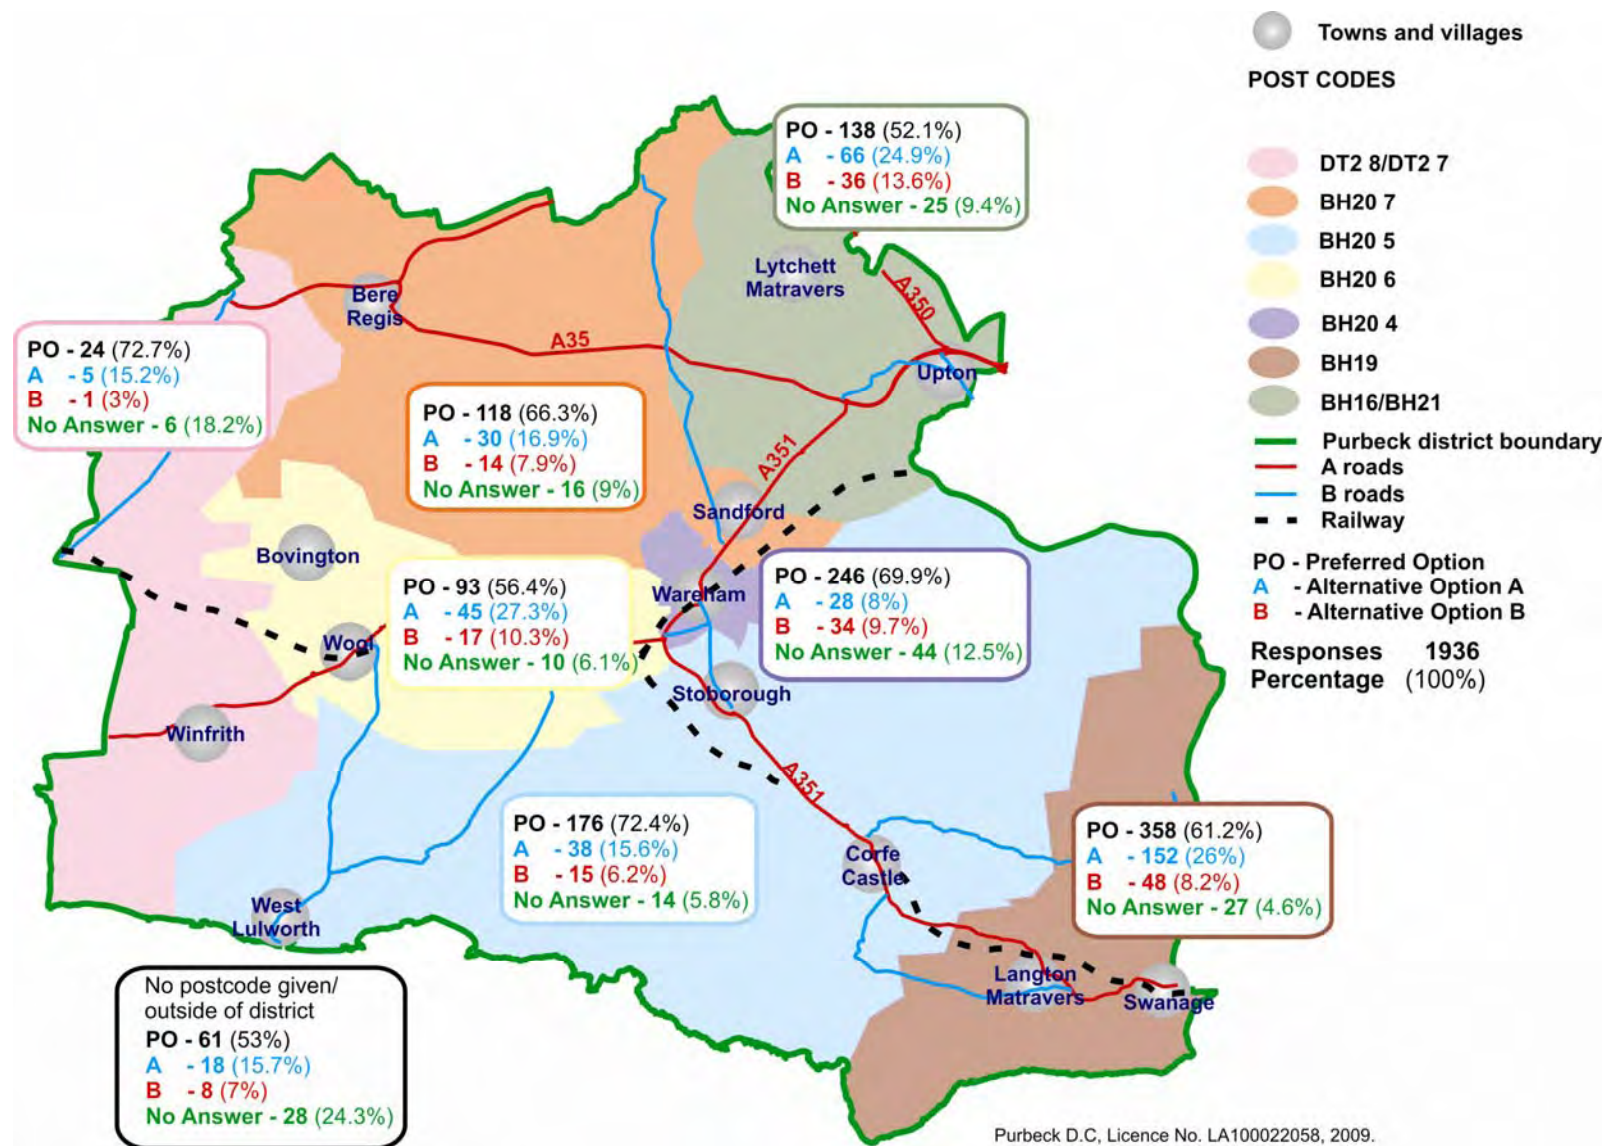 Towns and villages
POST CODES
DT2 8/DT2 7
BH20 7
BH20 5
BH20 6
BH20 4
BH19
BH16/BH21
Purbeck district boundary
A roads
B roads
Railway
PO - Preferred Option
A - Alternative Option A
B - Alternative Option B
Responses 1936
Percentage (100%)
PO - 138 (52.1%)
A - 66 (24.9%)
B - 36 (13.6%)
No Answer - 25 (9.4%)
Lytchett
Matravers
A350
Upton
Bere
Regis
A35
PO - 24 (72.7%)
A - 5 (15.2%)
B - 1 (3%)
No Answer - 6 (18.2%)
PO - 118 (66.3%)
A - 30 (16.9%)
B - 14 (7.9%)
No Answer - 16 (9%)
A351
Sandford
Bovington
PO - 93 (56.4%)
A - 45 (27.3%)
B - 17 (10.3%)
No Answer - 10 (6.1%)
Wareham
PO - 246 (69.9%)
A - 28 (8%)
B - 34 (9.7%)
No Answer - 44 (12.5%)
Wool
Stoborough
Winfrith
A351
PO - 176 (72.4%)
A - 38 (15.6%)
B - 15 (6.2%)
No Answer - 14 (5.8%)
Corfe
Castle
PO - 358 (61.2%)
A - 152 (26%)
B - 48 (8.2%)
No Answer - 27 (4.6%)
West
Lulworth
Langton
Matravers
Swanage
No postcode given/
outside of district
PO - 61 (53%)
A - 18 (15.7%)
B - 8 (7%)
No Answer - 28 (24.3%)
Purbeck D.C, Licence No. LA100022058, 2009.